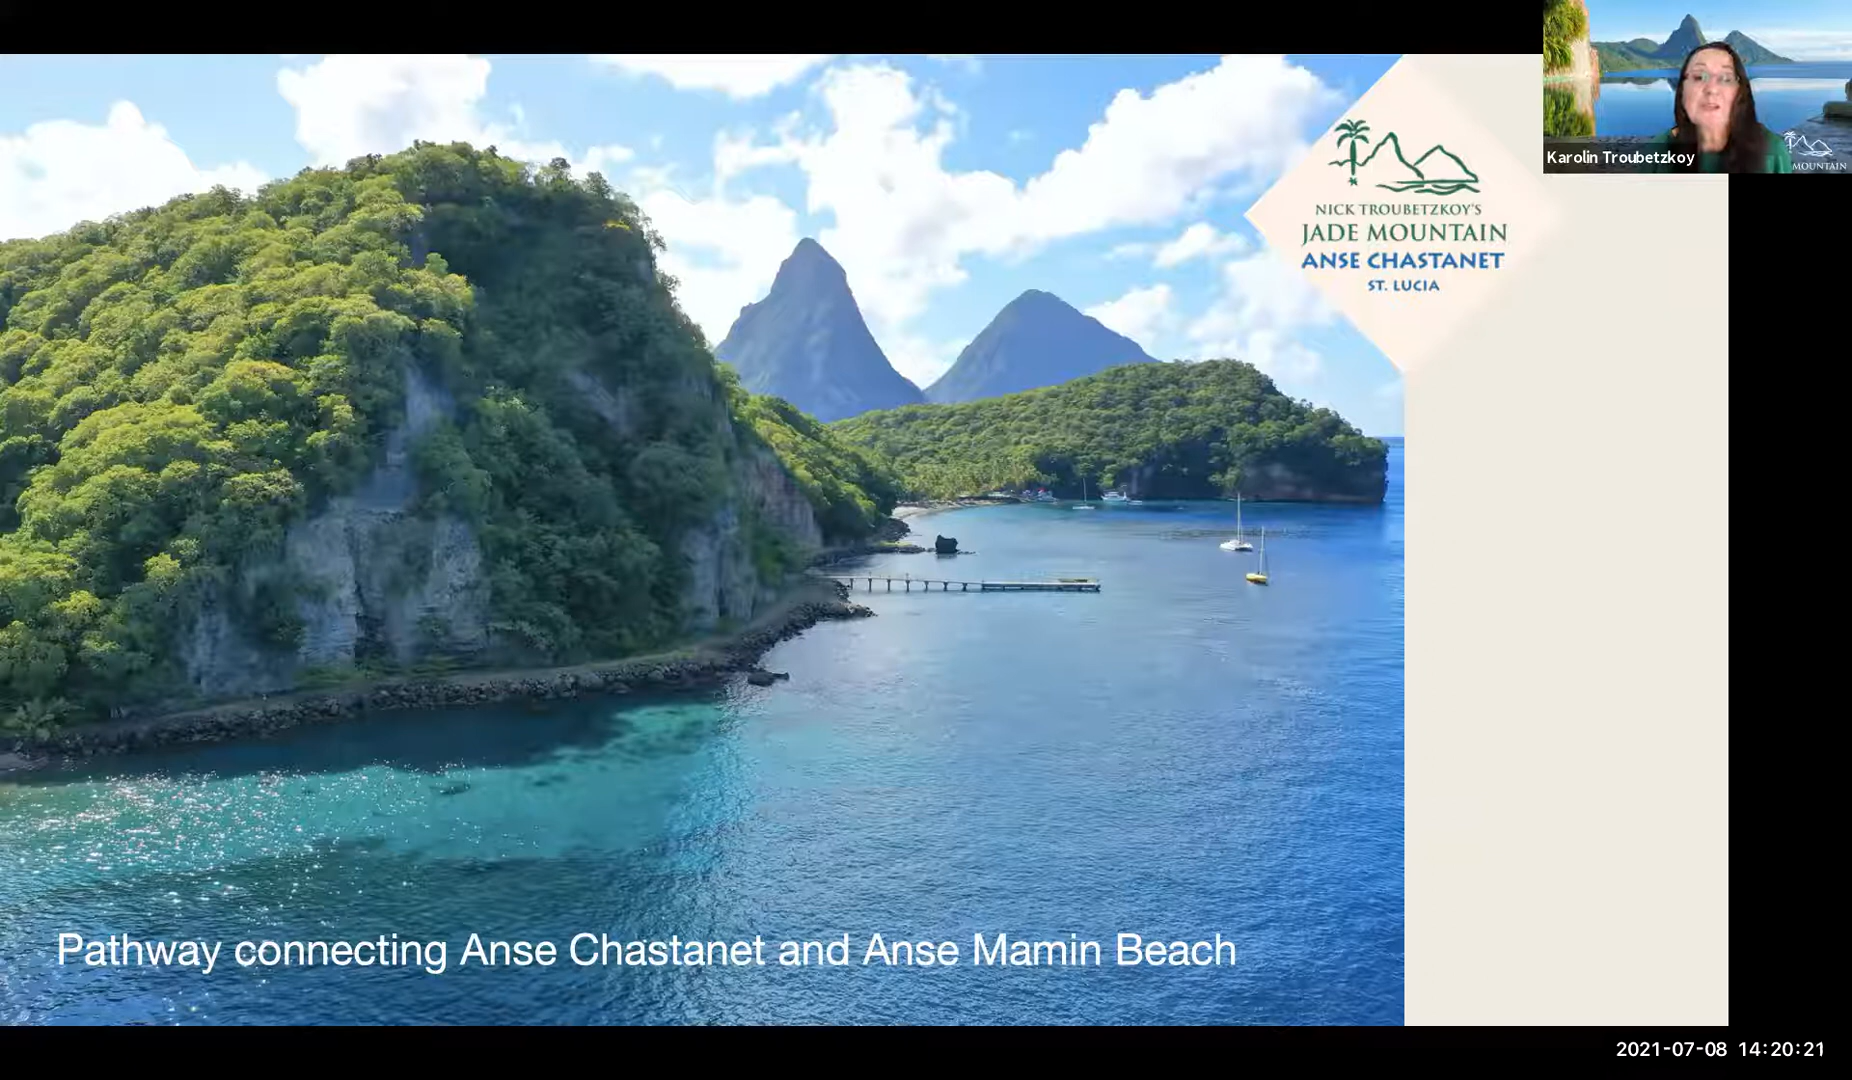 NICK TROUBETZKOY'S
JADE MOUNTAIN
ANSE CHASTANET
ST. LUCIA
Karolin Troubetzkoy
MOUNTAIN
Pathway connecting Anse Chastanet and Anse Mamin Beach
2021-07-08 14:20:21